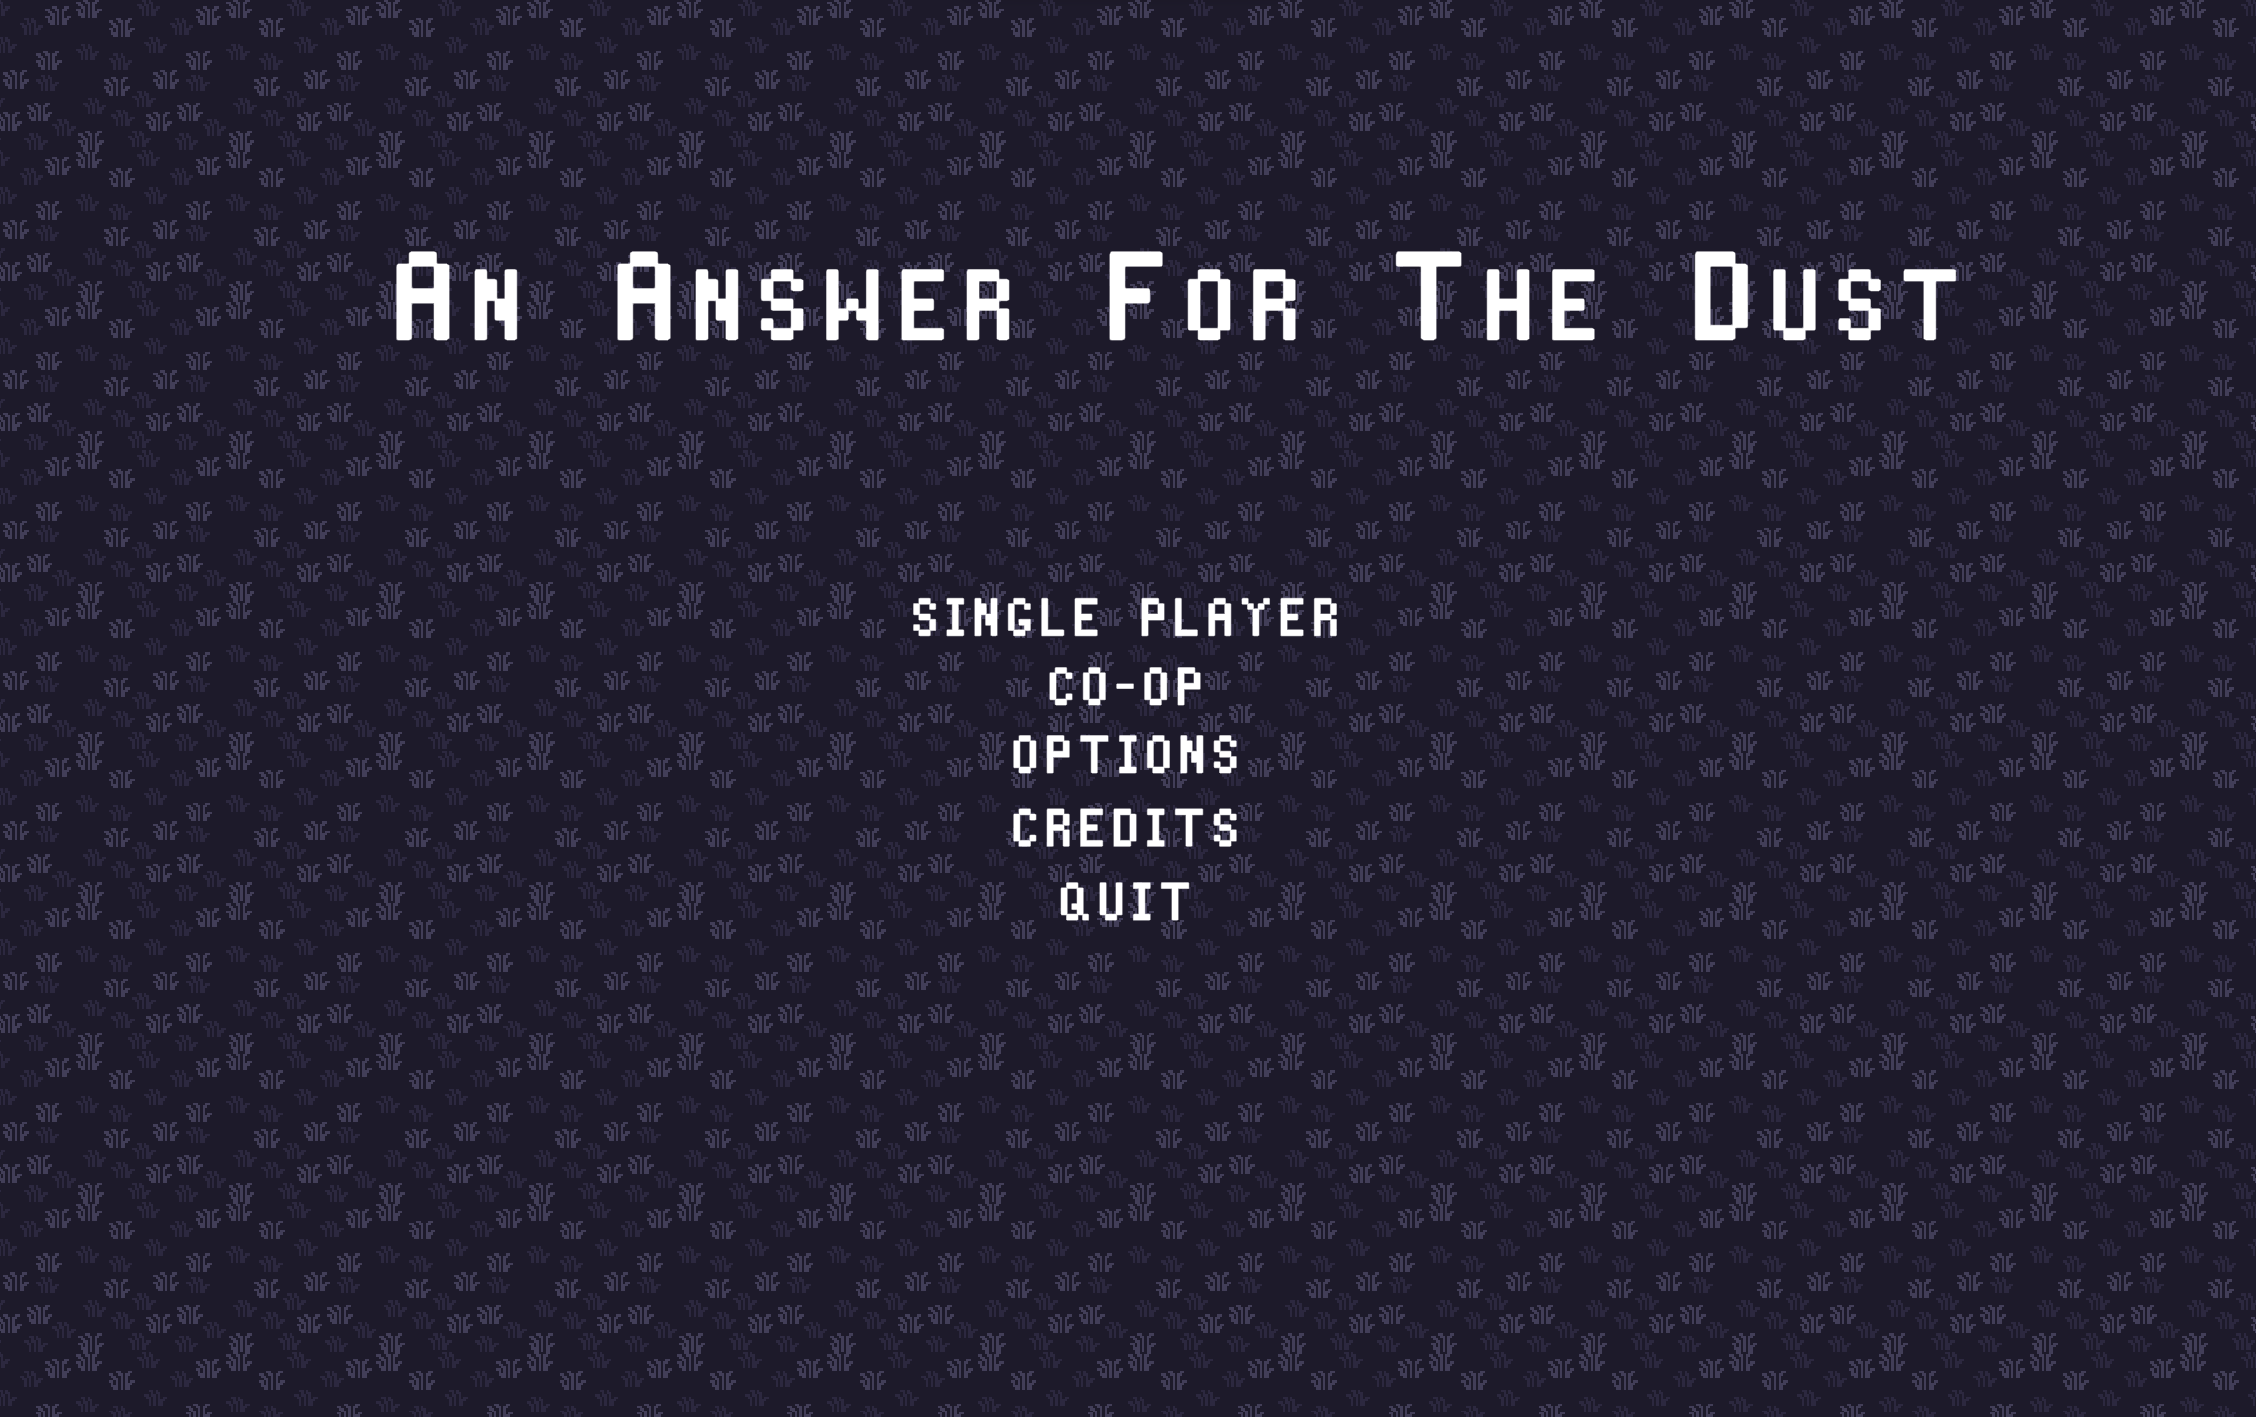 An Answer For The Dust
SINGLE PLAYER
CO-OP
OPTIONS
CREDITS
QUIT